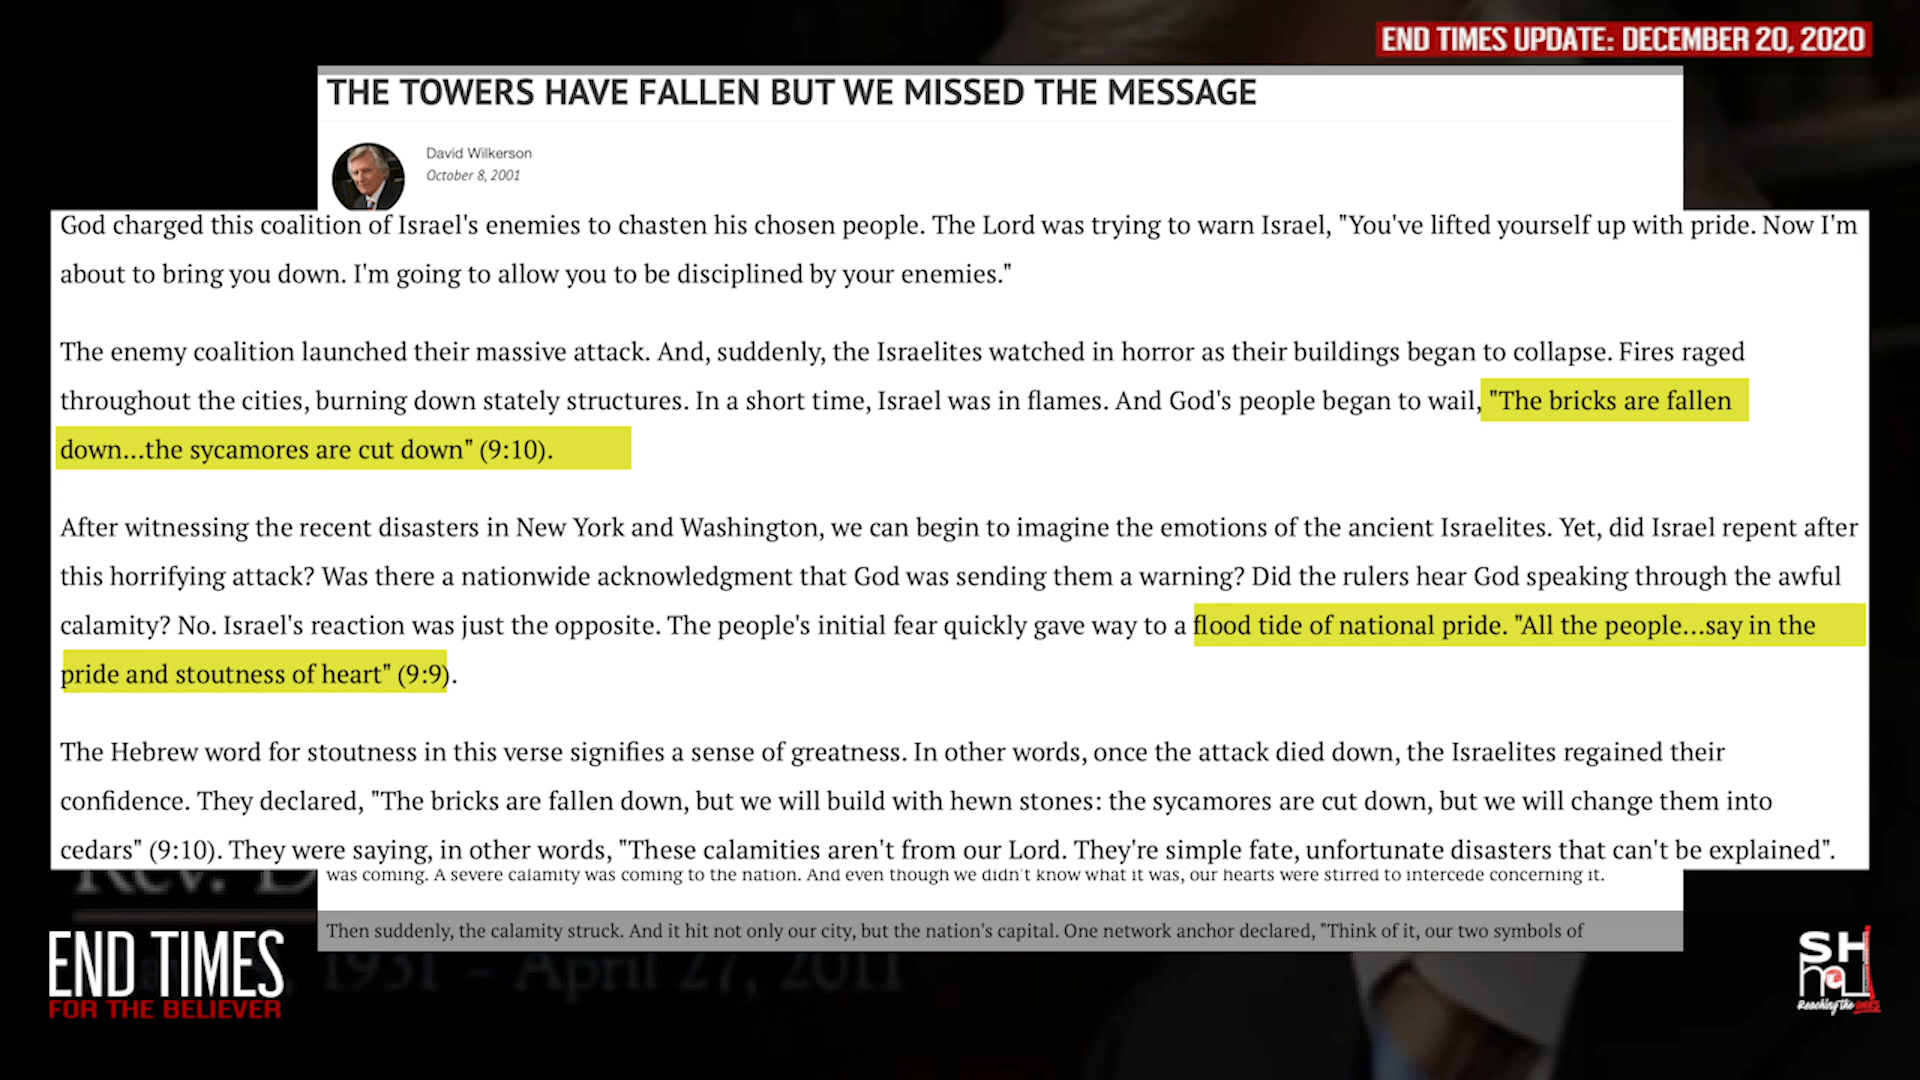 END TIMES UPDATE: DECEMBER 20, 2020
THE TOWERS HAVE FALLEN BUT WE MISSED THE MESSAGE
David Wilkerson
October 8, 2001
God charged this coalition of Israel's enemies to chasten his chosen people. The Lord was trying to warn Israel, "You've lifted yourself up with pride. Now I'm
about to bring you down. I'm going to allow you to be disciplined by your enemies."
The enemy coalition launched their massive attack. And, suddenly, the Israelites watched in horror as their buildings began to collapse. Fires raged
throughout the cities, burning down stately structures. In a short time, Israel was in flames. And God's people began to wail, "The bricks are fallen
down...the sycamores are cut down" (9:10).
After witnessing the recent disasters in New York and Washington, we can begin to imagine the emotions of the ancient Israelites. Yet, did Israel repent after
this horrifying attack? Was there a nationwide acknowledgment that God was sending them a warning? Did the rulers hear God speaking through the awful
calamity? No. Israel's reaction was just the opposite. The people's initial fear quickly gave way to a flood tide of national pride. "All the people...say in the
pride and stoutness of heart" (9:9).
The Hebrew word for stoutness in this verse signifies a sense of greatness. In other words, once the attack died down, the Israelites regained their
confidence. They declared, "The bricks are fallen down, but we will build with hewn stones: the sycamores are cut down, but we will change them into
cedars" (9:10). They were saying, in other words, "These calamities aren't from our Lord. They're simple fate, unfortunate disasters that can't be explained".
was coming. A severe calamity was coming to the nation. And even though we didn't know what it was, our hearts were stirred to intercede concerning it.
Rev. D
Then suddenly, the calamity struck. And it hit not only our city, but the nation's capital. One network anchor declared, "Think of it, our two symbols of
1931 – April 27, 2011
END TIMES
FOR THE BELIEVER
SH
Reaching the ONES